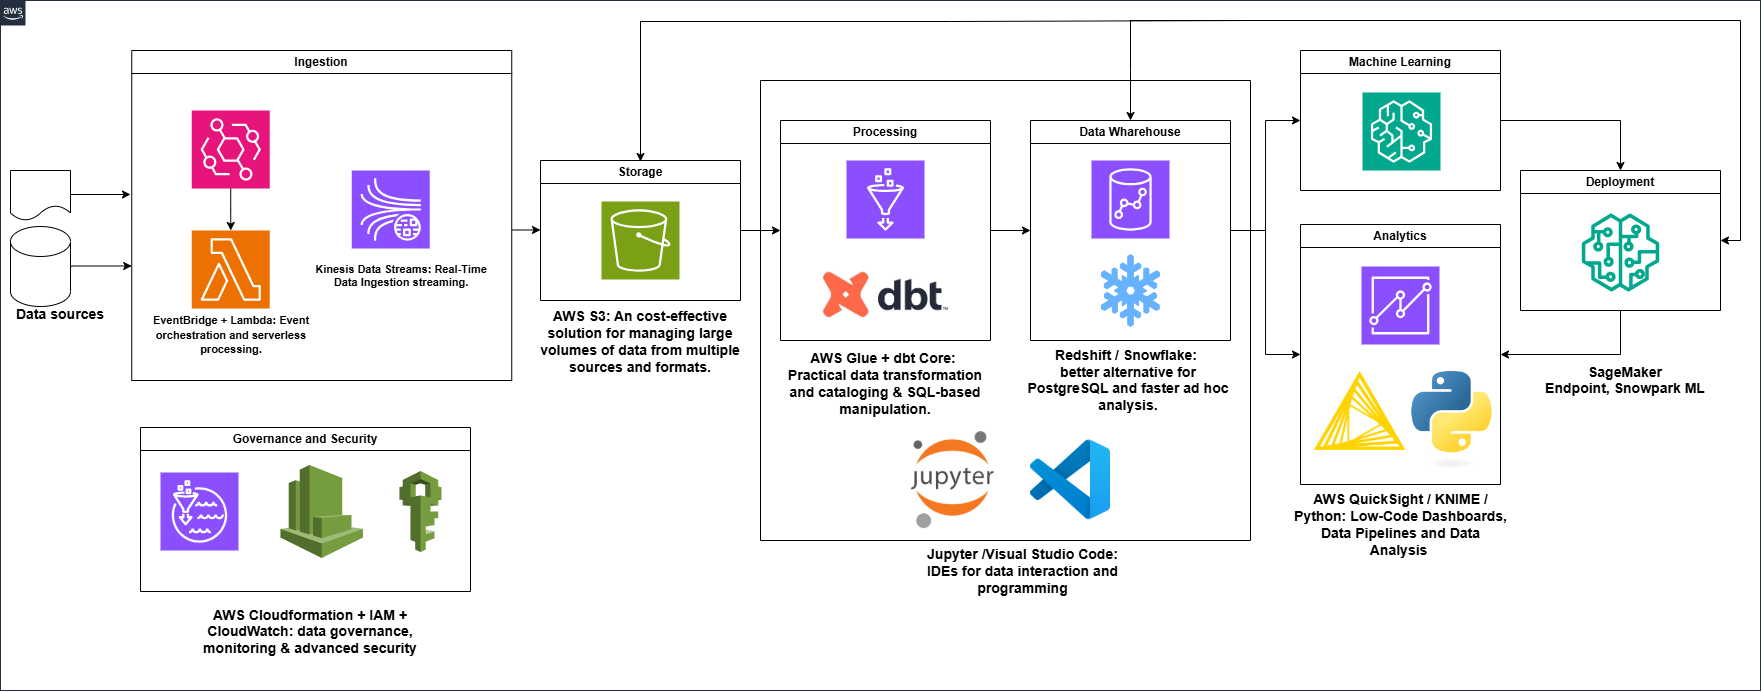 aws
Ingestion
Kinesis Data Streams: Real-Time
Data Ingestion streaming.
EventBridge + Lambda: Event
orchestration and serverless
processing.
Data sources
Storage
AWS S3: An cost-effective
solution for managing large
volumes of data from multiple
sources and formats.
Processing
dbt
AWS Glue + dbt Core:
Practical data transformation
and cataloging & SQL-based
manipulation.
Data Wharehouse
Redshift / Snowflake:
better alternative for
PostgreSQL and faster ad hoc
analysis.
jupyter
Jupyter /Visual Studio Code:
IDEs for data interaction and
programming
Machine Learning
Analytics
AWS QuickSight / KNIME /
Python: Low-Code Dashboards,
Data Pipelines and Data
Analysis
Deployment
SageMaker
Endpoint, Snowpark ML
Governance and Security
AWS Cloudformation + IAM +
CloudWatch: data governance,
monitoring & advanced security